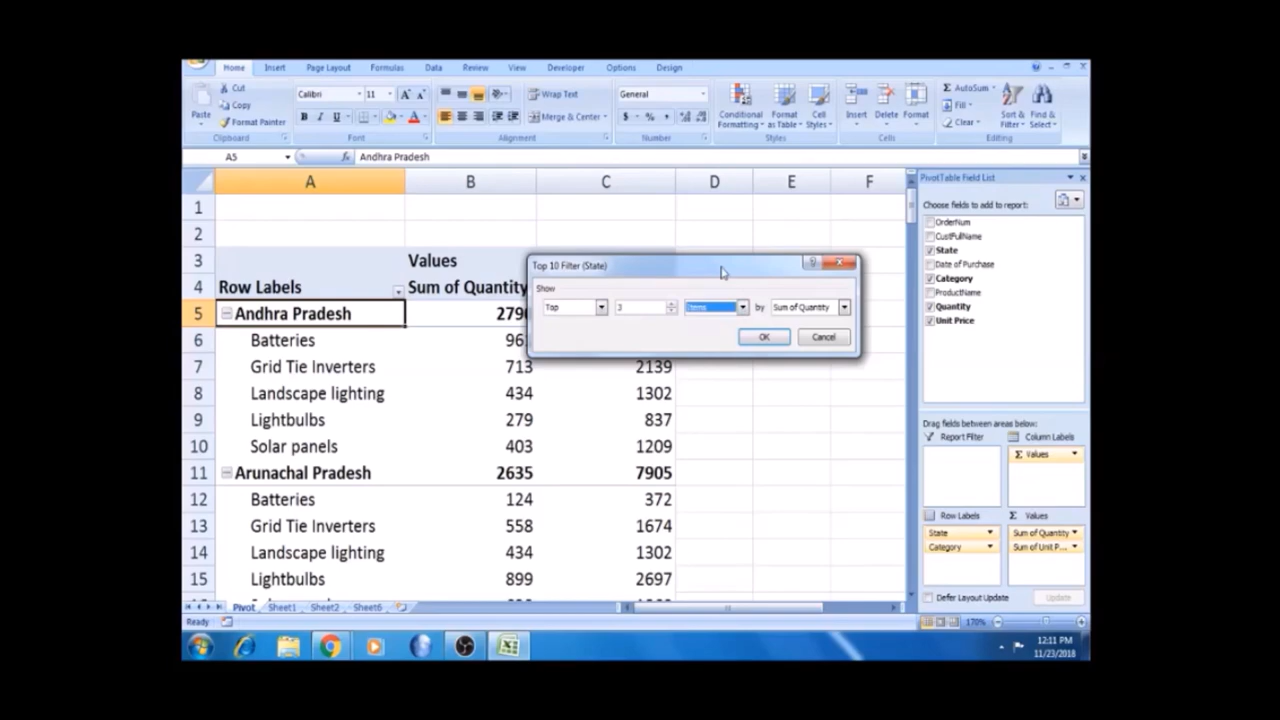 Home Insert Page Layout Formulas Data Review View Developer Options Design
Paste
Cut
Copy
Format Painter
Clipboard
Calibri 11 A A
B I U A
Font
Wrap Text
Merge & Center
Alignment
General
$ % ,
Number
Conditional Formatting
Format as Table
Cell Styles
Styles
Insert Delete Format
Cells
Σ AutoSum
Fill
Clear
Sort & Filter
Find & Select
Editing
A5 fx Andhra Pradesh
A B C D E F
1
2
3 Values
4 Row Labels Sum of Quantity
5 Andhra Pradesh 279
6 Batteries 96
7 Grid Tie Inverters 713 2139
8 Landscape lighting 434 1302
9 Lightbulbs 279 837
10 Solar panels 403 1209
11 Arunachal Pradesh 2635 7905
12 Batteries 124 372
13 Grid Tie Inverters 558 1674
14 Landscape lighting 434 1302
15 Lightbulbs 899 2697
Top 10 Filter (State)
Show
Top 3 Items by Sum of Quantity
OK Cancel
PivotTable Field List
Choose fields to add to report:
OrderNum
CustFullName
State
Date of Purchase
Category
ProductName
Quantity
Unit Price
Drag fields between areas below:
Report Filter Column Labels
Σ Values
Row Labels Σ Values
State Sum of Quantity
Category Sum of Unit P...
Defer Layout Update Update
Pivot Sheet1 Sheet2 Sheet6
Ready 170%
12:11 PM
11/23/2018